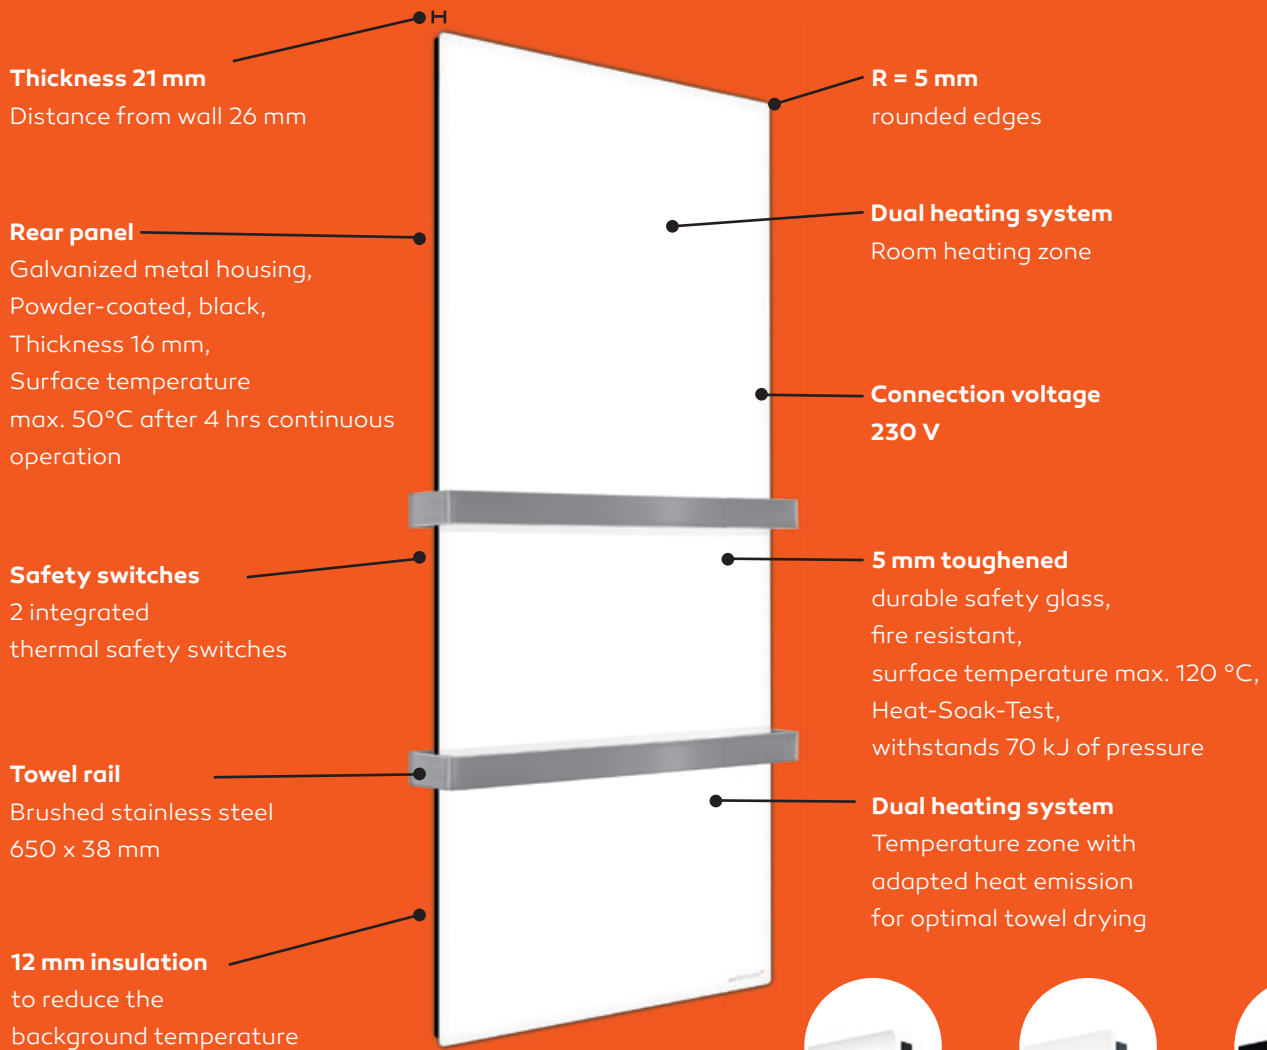 Thickness 21 mm
Distance from wall 26 mm
Rear panel
Galvanized metal housing,
Powder-coated, black,
Thickness 16 mm,
Surface temperature
max. 50°C after 4 hrs continuous
operation
Safety switches
2 integrated
thermal safety switches
Towel rail
Brushed stainless steel
650 x 38 mm
12 mm insulation
to reduce the
background temperature
R = 5 mm
rounded edges
Dual heating system
Room heating zone
Connection voltage
230 V
5 mm toughened
durable safety glass,
fire resistant,
surface temperature max. 120 °C,
Heat-Soak-Test,
withstands 70 kJ of pressure
Dual heating system
Temperature zone with
adapted heat emission
for optimal towel drying